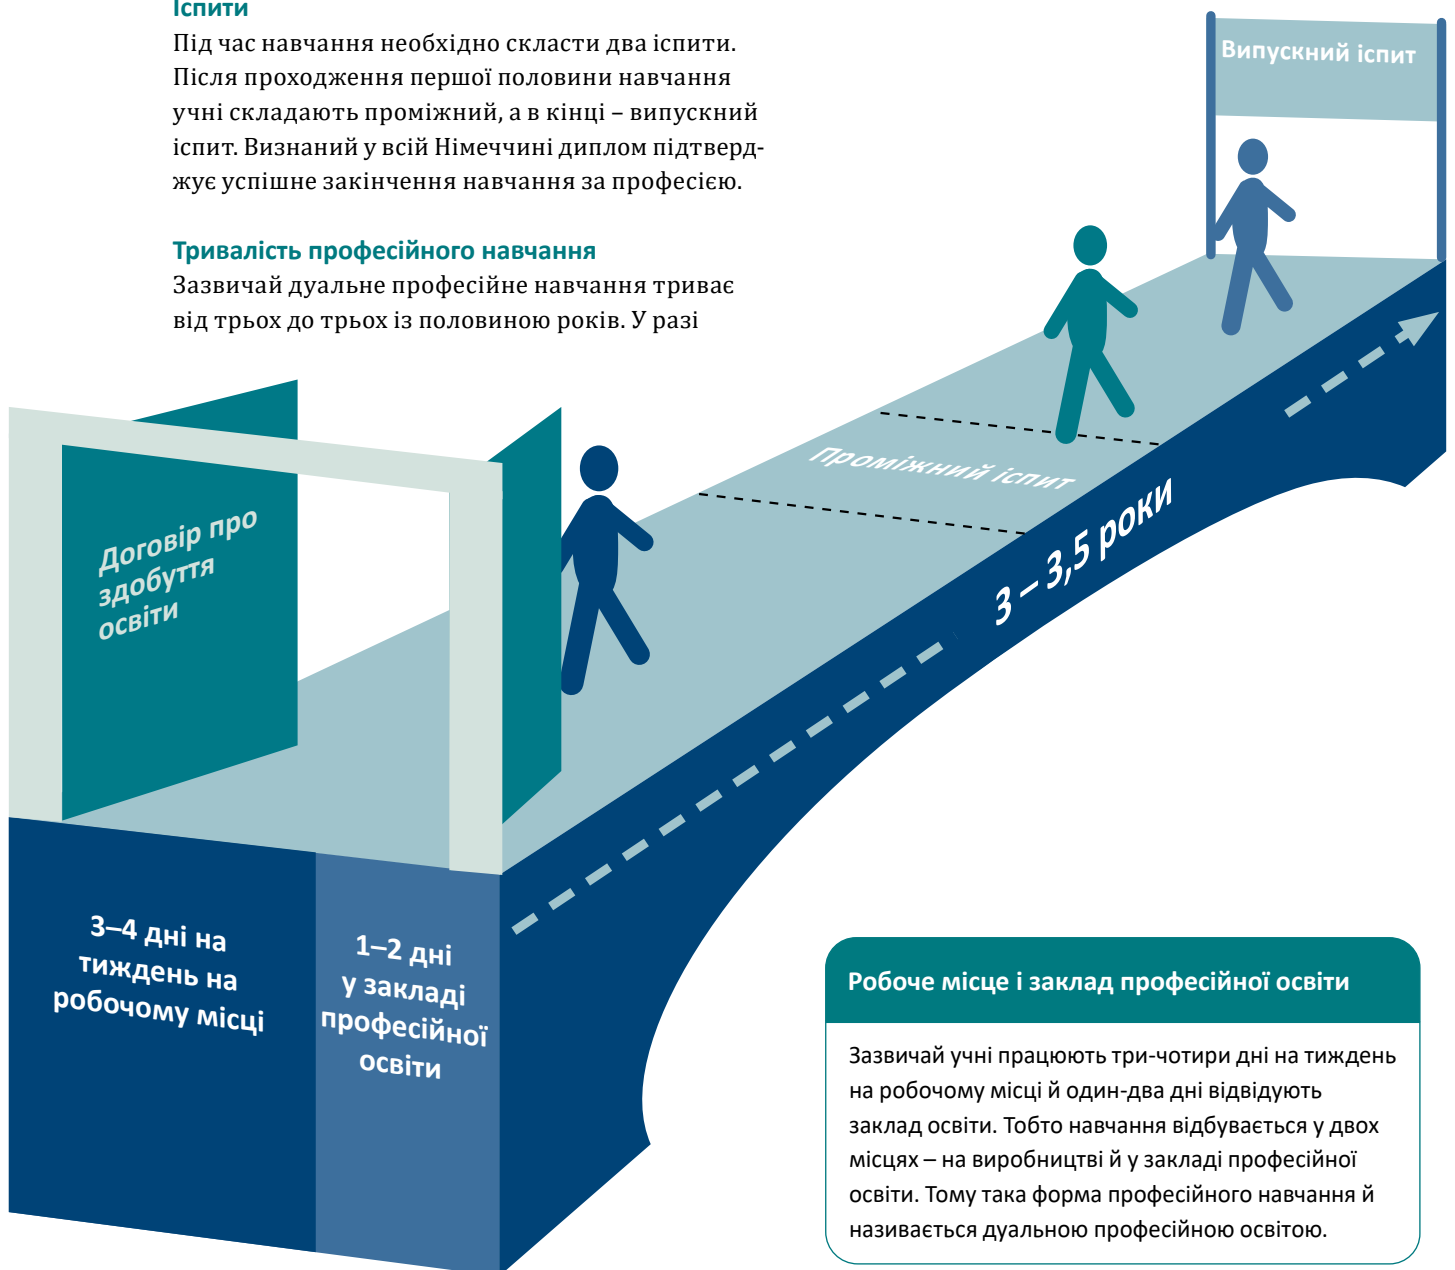 Іспити
Під час навчання необхідно скласти два іспити.
Після проходження першої половини навчання
учні складають проміжний, а в кінці – випускний
іспит. Визнаний у всій Німеччині диплом підтверд-
жує успішне закінчення навчання за професією.
Тривалість професійного навчання
Зазвичай дуальне професійне навчання триває
від трьох до трьох із половиною років. У разі
Випускний іспит
Проміжний іспит
3 – 3,5 роки
Договір про
здобуття
освіти
3–4 дні на
тиждень на
робочому місці
1–2 дні
у закладі
професійної
освіти
Робоче місце і заклад професійної освіти
Зазвичай учні працюють три-чотири дні на тиждень
на робочому місці й один-два дні відвідують
заклад освіти. Тобто навчання відбувається у двох
місцях – на виробництві й у закладі професійної
освіти. Тому така форма професійного навчання й
називається дуальною професійною освітою.